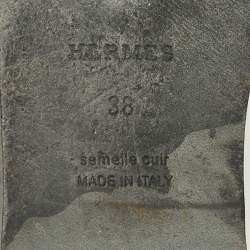 HERMES
38
semelle cuir
MADE IN ITALY